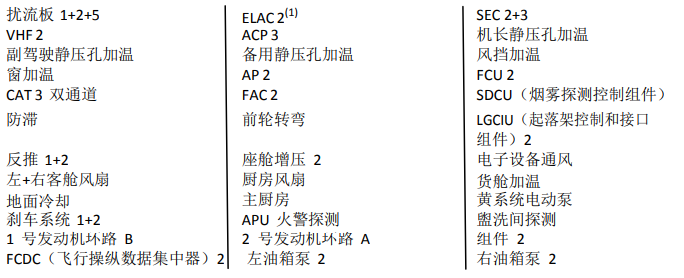 扰流板 1+2+5 ELAC 2(1) SEC 2+3
VHF 2 ACP 3 机长静压孔加温
副驾驶静压孔加温 备用静压孔加温 风挡加温
窗加温 AP 2 FCU 2
CAT 3 双通道 FAC 2 SDCU（烟雾探测控制组件）
防滞 前轮转弯 LGCIU（起落架控制和接口
组件）2
反推 1+2 座舱增压 2 电子设备通风
左+右客舱风扇 厨房风扇 货舱加温
地面冷却 主厨房 黄系统电动泵
刹车系统 1+2 APU 火警探测 盥洗间探测
1 号发动机环路 B 2 号发动机环路 A 组件 2
FCDC（飞行操纵数据集中器）2 左油箱泵 2 右油箱泵 2